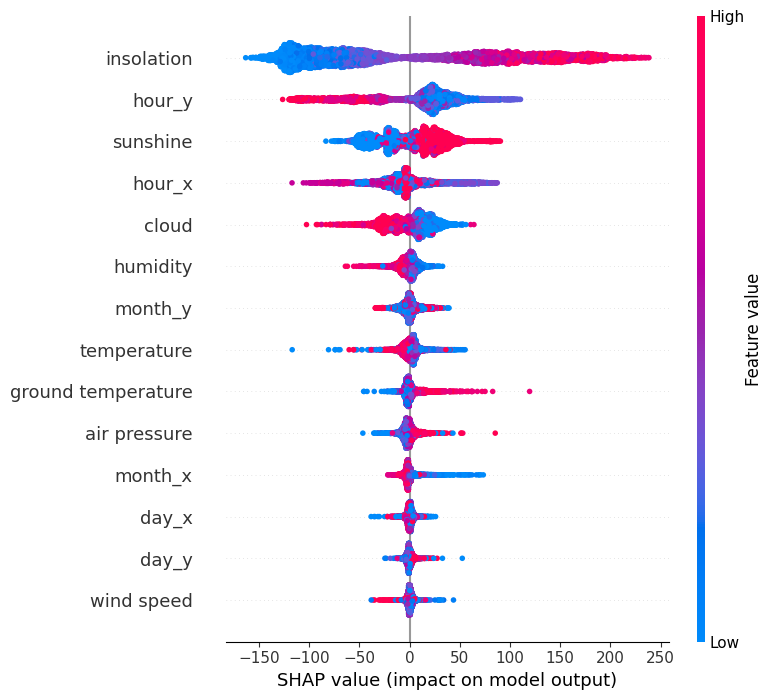 High
insolation
hour_y
sunshine
hour_x
cloud
humidity
month_y
temperature
ground temperature
air pressure
month_x
day_x
day_y
wind speed
Feature value
Low
−150 −100 −50 0 50 100 150 200 250
SHAP value (impact on model output)